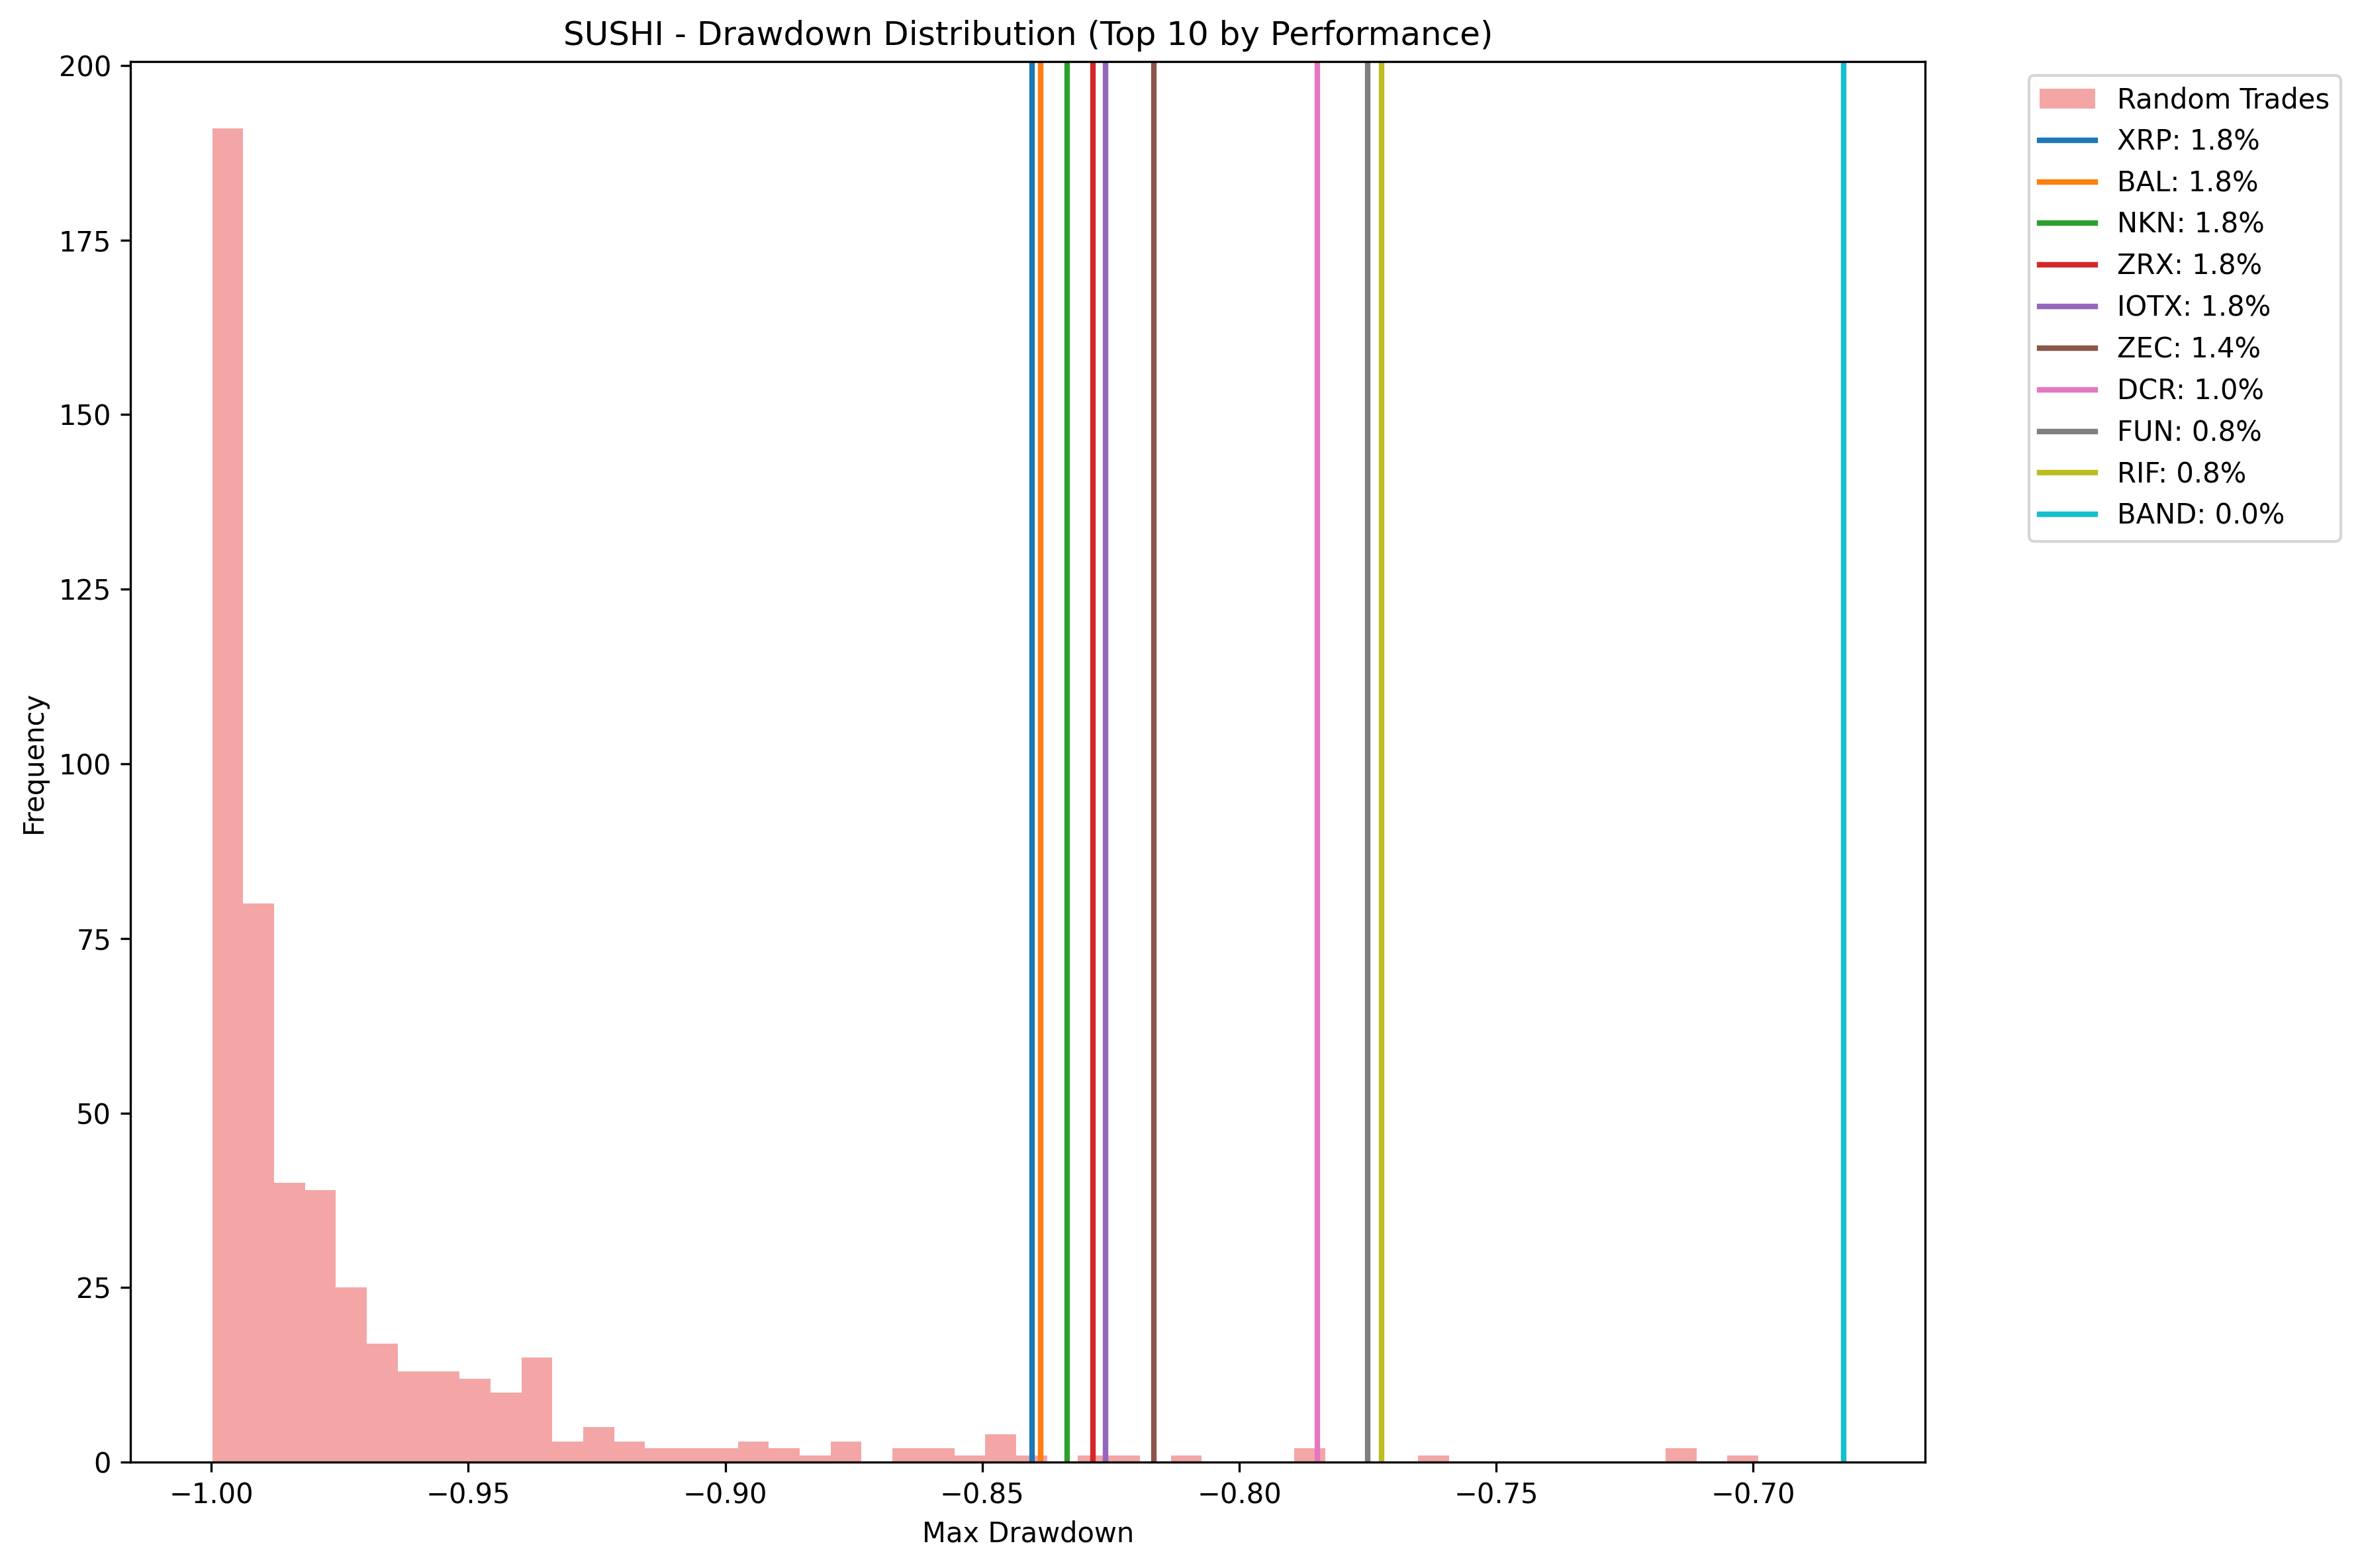 SUSHI - Drawdown Distribution (Top 10 by Performance)
200
175
150
125
100
75
50
25
0
Frequency
−1.00
−0.95
−0.90
−0.85
−0.80
−0.75
−0.70
Max Drawdown
Random Trades
XRP: 1.8%
BAL: 1.8%
NKN: 1.8%
ZRX: 1.8%
IOTX: 1.8%
ZEC: 1.4%
DCR: 1.0%
FUN: 0.8%
RIF: 0.8%
BAND: 0.0%